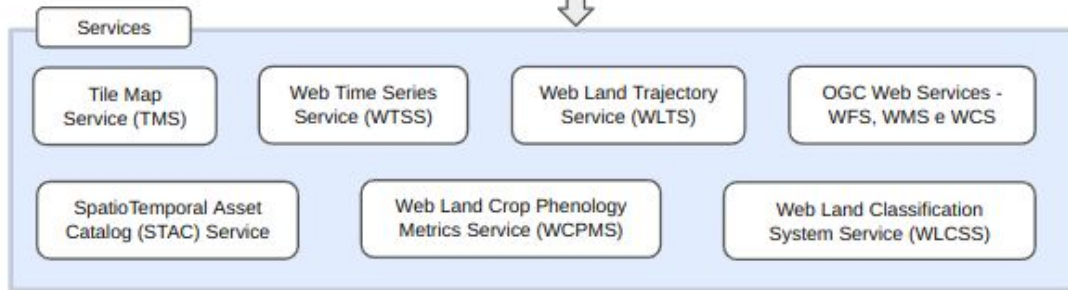 Services
Tile Map
Service (TMS)
Web Time Series
Service (WTSS)
Web Land Trajectory
Service (WLTS)
OGC Web Services -
WFS, WMS e WCS
SpatioTemporal Asset
Catalog (STAC) Service
Web Land Crop Phenology
Metrics Service (WCPMS)
Web Land Classification
System Service (WLCSS)